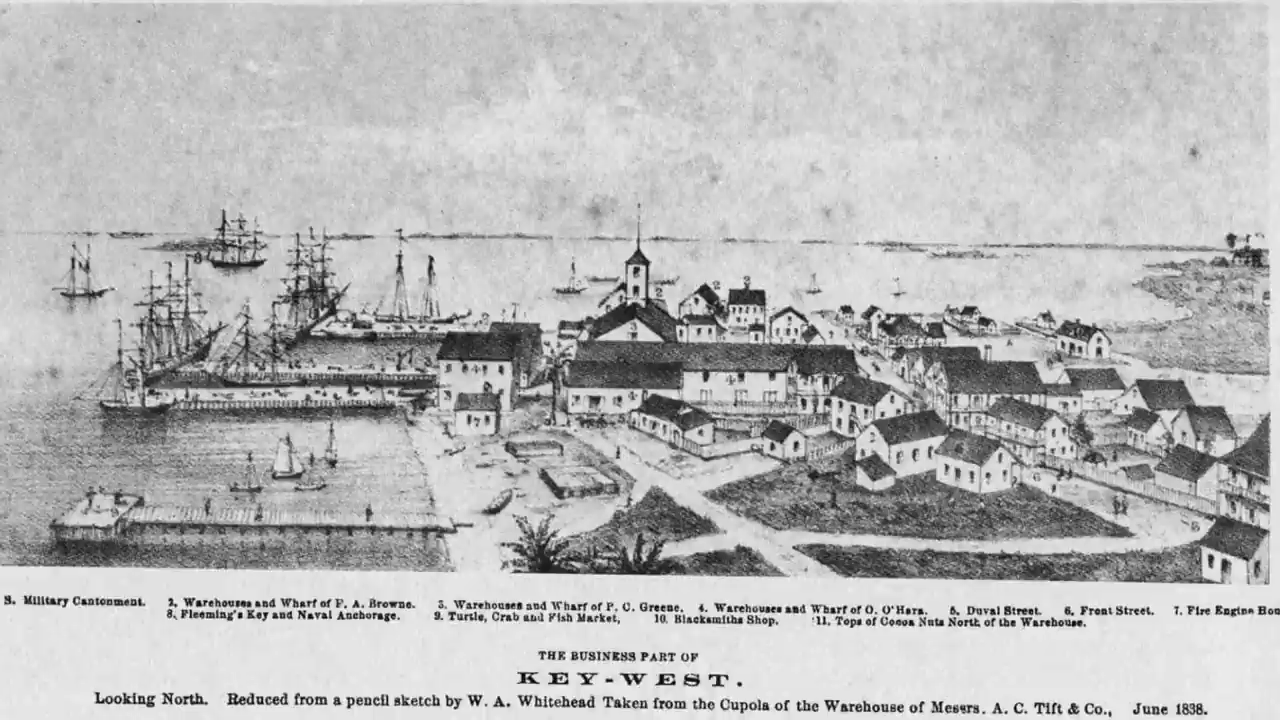 S. Military Cantonment. 2. Warehouses and Wharf of F. A. Browne. 3. Warehouses and Wharf of P. C. Greene. 4. Warehouses and Wharf of O. O'Hara. 5. Duval Street. 6. Front Street. 7. Fire Engine Hou
8. Fleeming's Key and Naval Anchorage. 9. Turtle, Crab and Fish Market, 10. Blacksmiths Shop. 11. Tops of Cocoa Nuts North of the Warehouse.
THE BUSINESS PART OF
KEY-WEST.
Looking North. Reduced from a pencil sketch by W. A. Whitehead Taken from the Cupola of the Warehouse of Messrs. A. C. Tift & Co., June 1838.